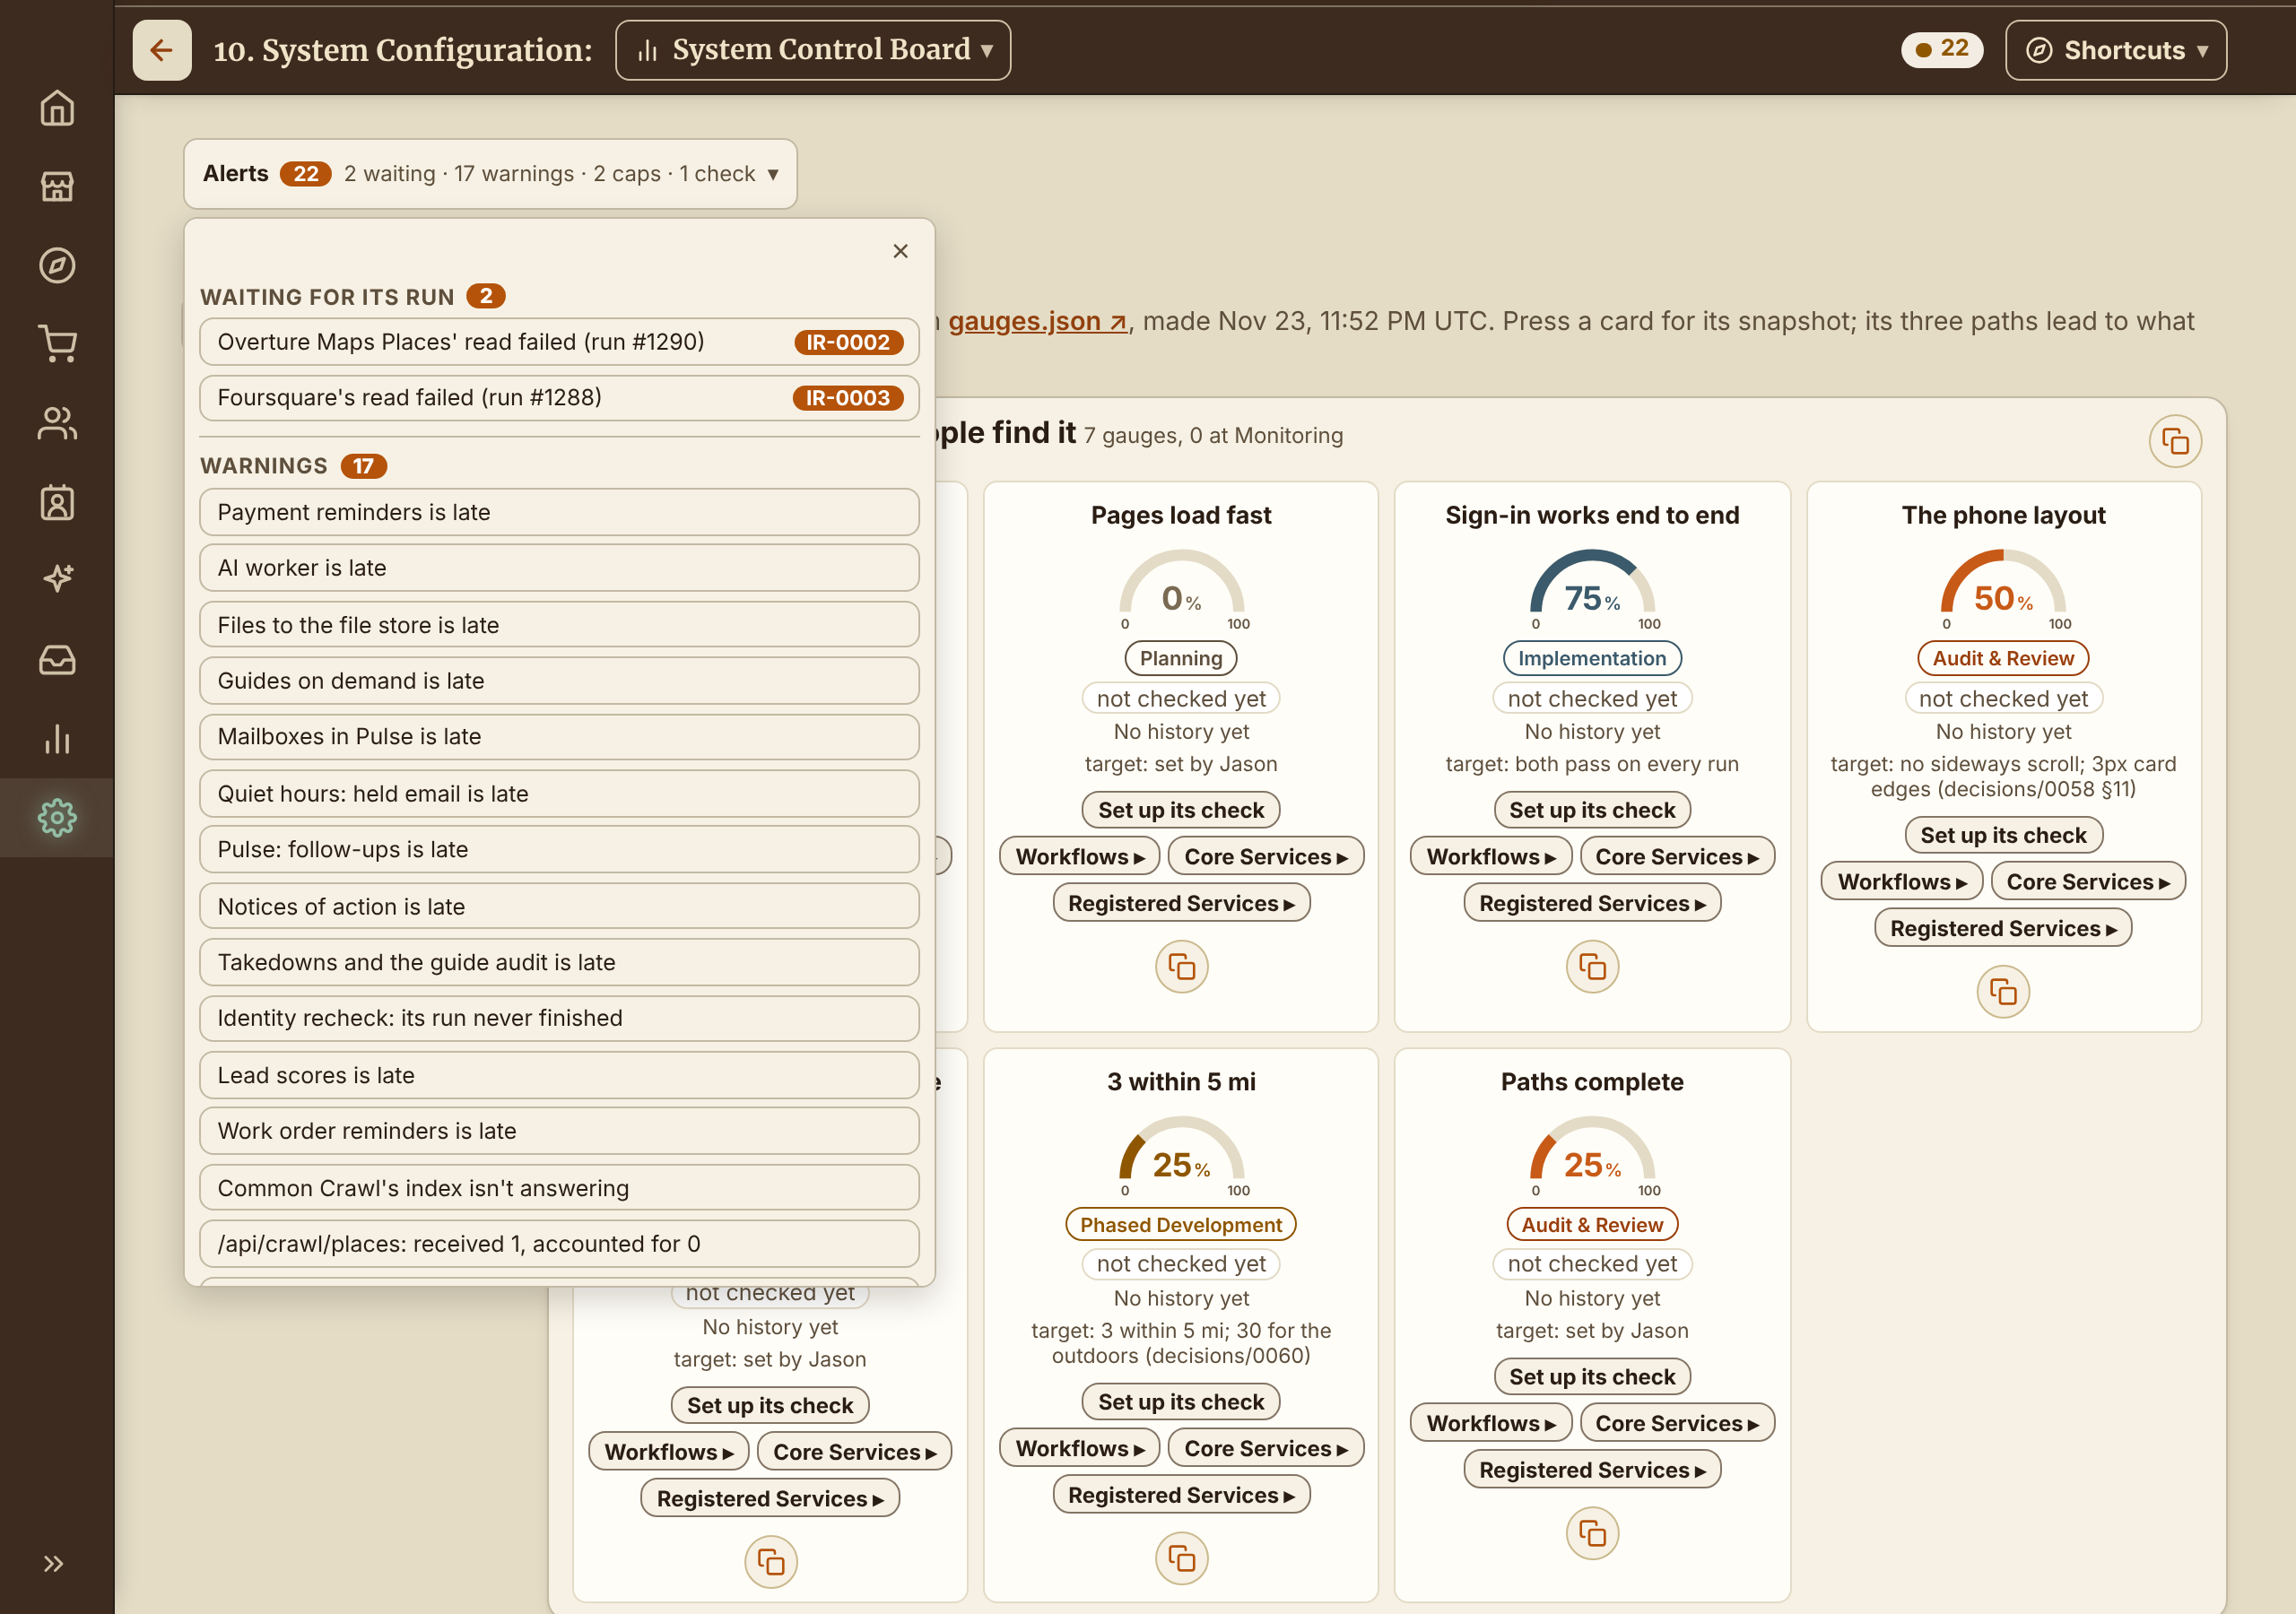 10. System Configuration:
System Control Board ▾
22
Shortcuts ▾
Alerts 22 2 waiting · 17 warnings · 2 caps · 1 check ▾
×
WAITING FOR ITS RUN 2
Overture Maps Places' read failed (run #1290) IR-0002
Foursquare's read failed (run #1288) IR-0003
WARNINGS 17
Payment reminders is late
AI worker is late
Files to the file store is late
Guides on demand is late
Mailboxes in Pulse is late
Quiet hours: held email is late
Pulse: follow-ups is late
Notices of action is late
Takedowns and the guide audit is late
Identity recheck: its run never finished
Lead scores is late
Work order reminders is late
Common Crawl's index isn't answering
/api/crawl/places: received 1, accounted for 0
gauges.json ↗, made Nov 23, 11:52 PM UTC. Press a card for its snapshot; its three paths lead to what
find it 7 gauges, 0 at Monitoring
Pages load fast
0%
0 100
Planning
not checked yet
No history yet
target: set by Jason
Set up its check
Workflows ▸ Core Services ▸
Registered Services ▸
Sign-in works end to end
75%
0 100
Implementation
not checked yet
No history yet
target: both pass on every run
Set up its check
Workflows ▸ Core Services ▸
Registered Services ▸
The phone layout
50%
0 100
Audit & Review
not checked yet
No history yet
target: no sideways scroll; 3px card
edges (decisions/0058 §11)
Set up its check
Workflows ▸ Core Services ▸
Registered Services ▸
not checked yet
No history yet
target: set by Jason
Set up its check
Workflows ▸ Core Services ▸
Registered Services ▸
3 within 5 mi
25%
0 100
Phased Development
not checked yet
No history yet
target: 3 within 5 mi; 30 for the
outdoors (decisions/0060)
Set up its check
Workflows ▸ Core Services ▸
Registered Services ▸
Paths complete
25%
0 100
Audit & Review
not checked yet
No history yet
target: set by Jason
Set up its check
Workflows ▸ Core Services ▸
Registered Services ▸